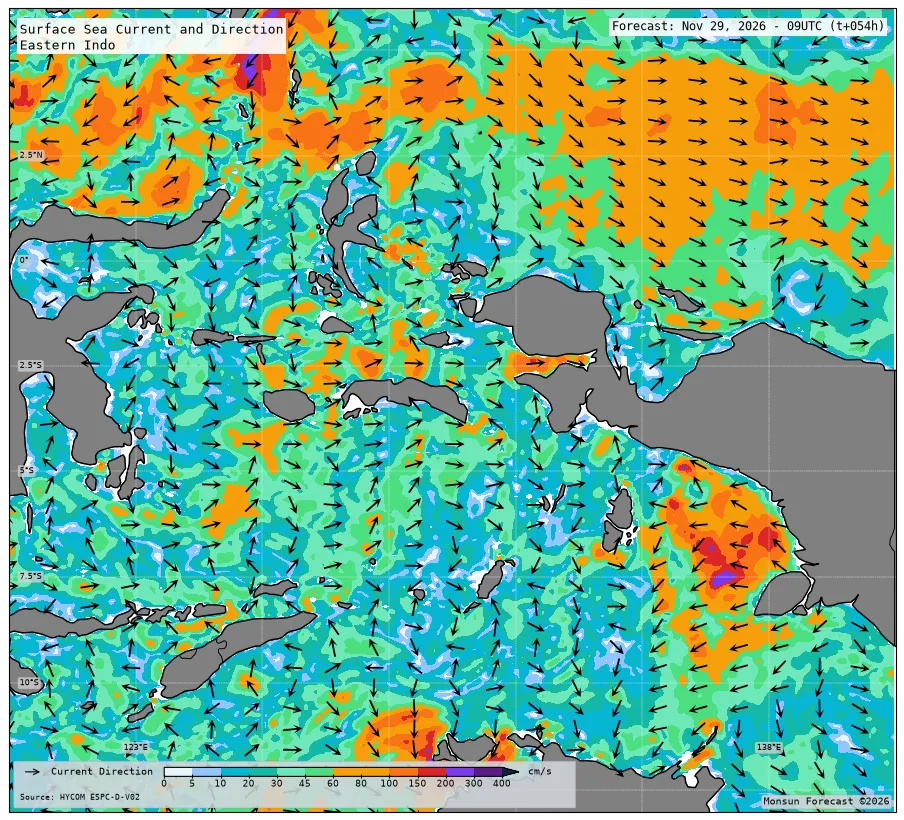 Surface Sea Current and Direction
Eastern Indo
Forecast: Nov 29, 2026 - 09UTC (t+054h)
2.5°N
0°
2.5°S
5°S
7.5°S
10°S
123°E
138°E
Current Direction
0 5 10 20 30 45 60 80 100 150 200 300 400
cm/s
Source: HYCOM ESPC-D-V02
Monsun Forecast ©2026